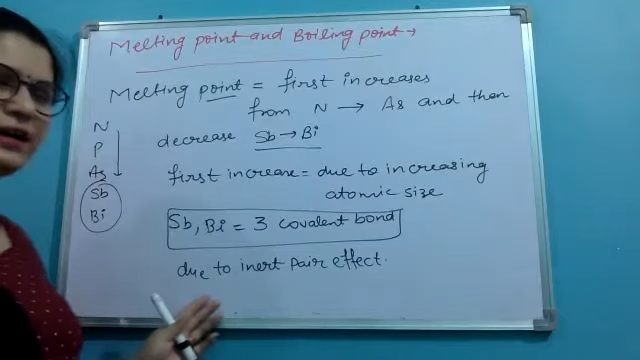 Melting point and Boiling point →
Melting point = first increases
from N → As and then
decrease Sb → Bi
first increase = due to increasing
atomic size
Sb, Bi = 3 covalent bond
due to inert pair effect.
N
P
As
Sb
Bi